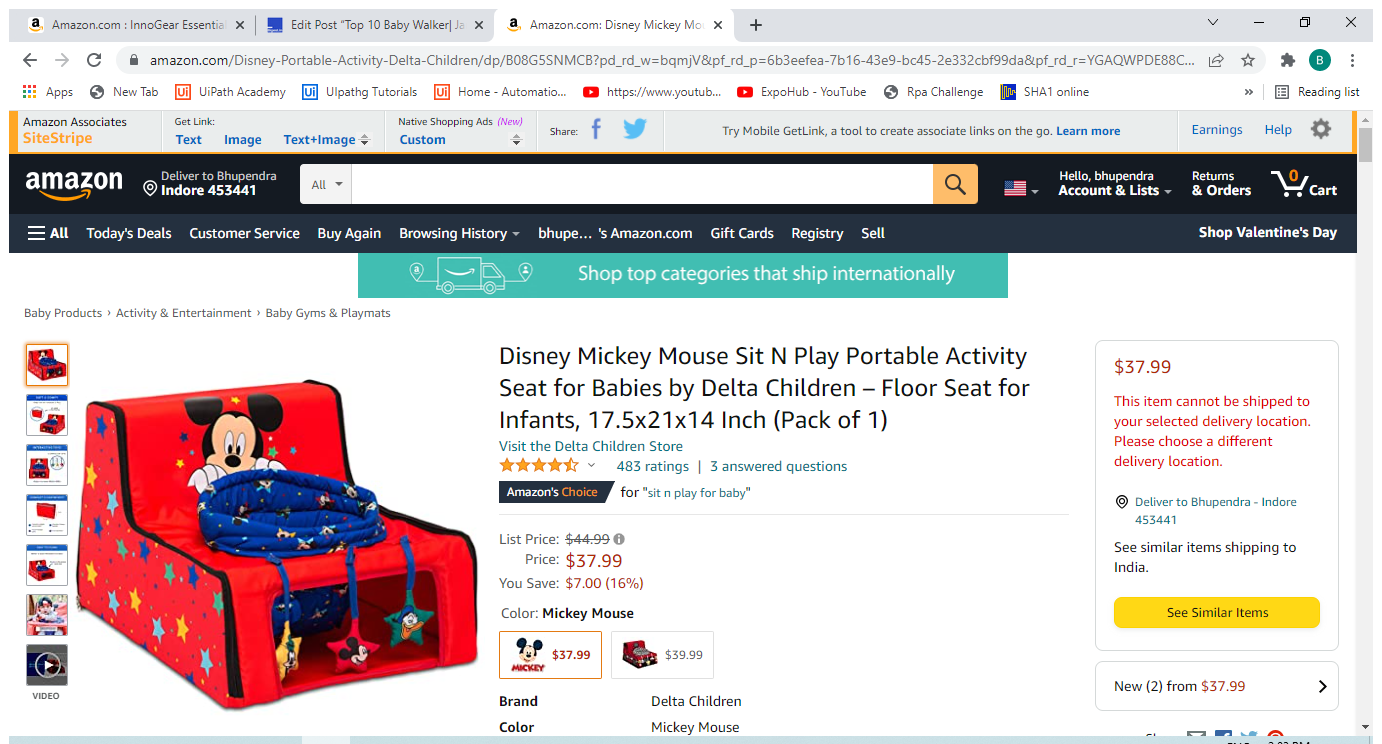 Amazon.com : InnoGear Essential
Edit Post “Top 10 Baby Walker| Ja
Amazon.com: Disney Mickey Mo
amazon.com/Disney-Portable-Activity-Delta-Children/dp/B08G5SNMCB?pd_rd_w=bqmjV&pf_rd_p=6b3eefea-7b16-43e9-bc45-2e332cbf99da&pf_rd_r=YGAQWPDE88C...
B
Apps
New Tab
UiPath Academy
UIpathg Tutorials
Home - Automatio...
https://www.youtub...
ExpoHub - YouTube
Rpa Challenge
SHA1 online
»
Reading list
Amazon Associates
SiteStripe
Get Link:
Text Image Text+Image
Native Shopping Ads (New)
Custom
Share:
Try Mobile GetLink, a tool to create associate links on the go. Learn more
Earnings
Help
amazon
Deliver to Bhupendra
Indore 453441
All
Hello, bhupendra
Account & Lists
Returns
& Orders
0
Cart
All
Today's Deals
Customer Service
Buy Again
Browsing History
bhupe... 's Amazon.com
Gift Cards
Registry
Sell
Shop Valentine's Day
Shop top categories that ship internationally
Baby Products › Activity & Entertainment › Baby Gyms & Playmats
VIDEO
Disney Mickey Mouse Sit N Play Portable Activity
Seat for Babies by Delta Children – Floor Seat for
Infants, 17.5x21x14 Inch (Pack of 1)
Visit the Delta Children Store
483 ratings | 3 answered questions
Amazon's Choice for "sit n play for baby"
List Price: $44.99
Price: $37.99
You Save: $7.00 (16%)
Color: Mickey Mouse
MICKEY
$37.99
$39.99
Brand Delta Children
Color Mickey Mouse
$37.99
This item cannot be shipped to
your selected delivery location.
Please choose a different
delivery location.
Deliver to Bhupendra - Indore
453441
See similar items shipping to
India.
See Similar Items
New (2) from $37.99